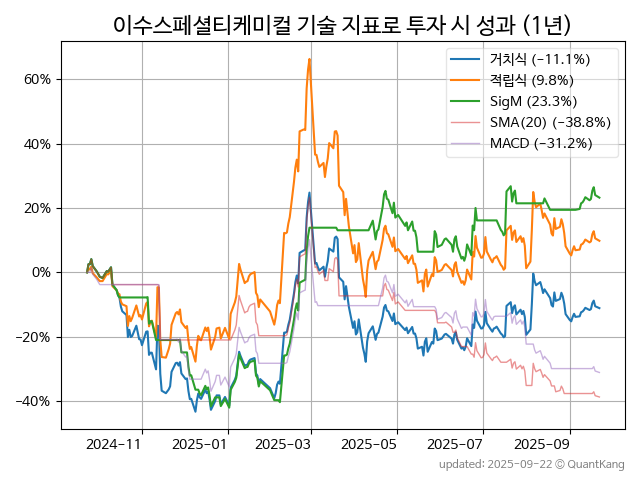 이수스페셜티케미컬 기술 지표로 투자 시 성과 (1년)
거치식 (−11.1%)
적립식 (9.8%)
SigM (23.3%)
SMA(20) (−38.8%)
MACD (−31.2%)
60%
40%
20%
0%
−20%
−40%
2024-11
2025-01
2025-03
2025-05
2025-07
2025-09
updated: 2025-09-22 © QuantKang